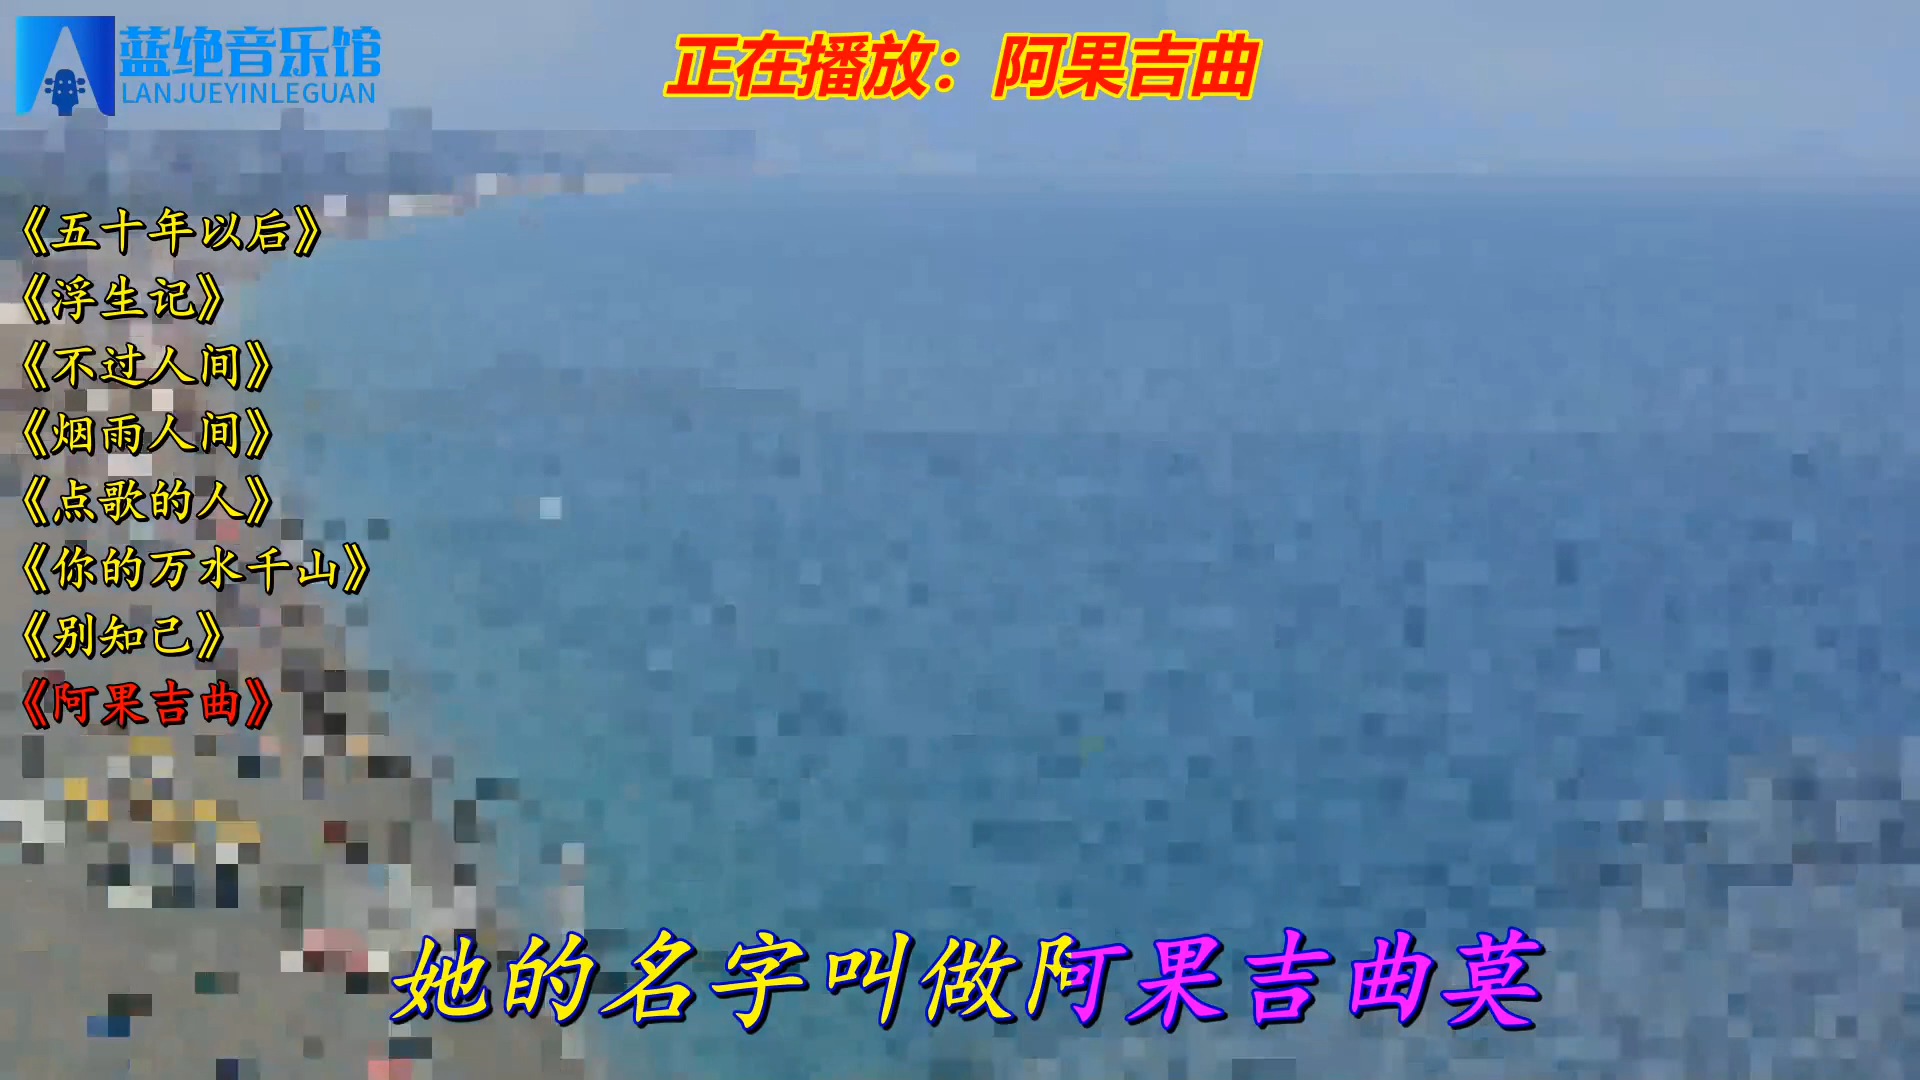 蓝绝音乐馆
LANJUEYINLEGUAN
正在播放：阿果吉曲
《五十年以后》
《浮生记》
《不过人间》
《烟雨人间》
《点歌的人》
《你的万水千山》
《别知己》
《阿果吉曲》
她的名字叫做阿果吉曲莫